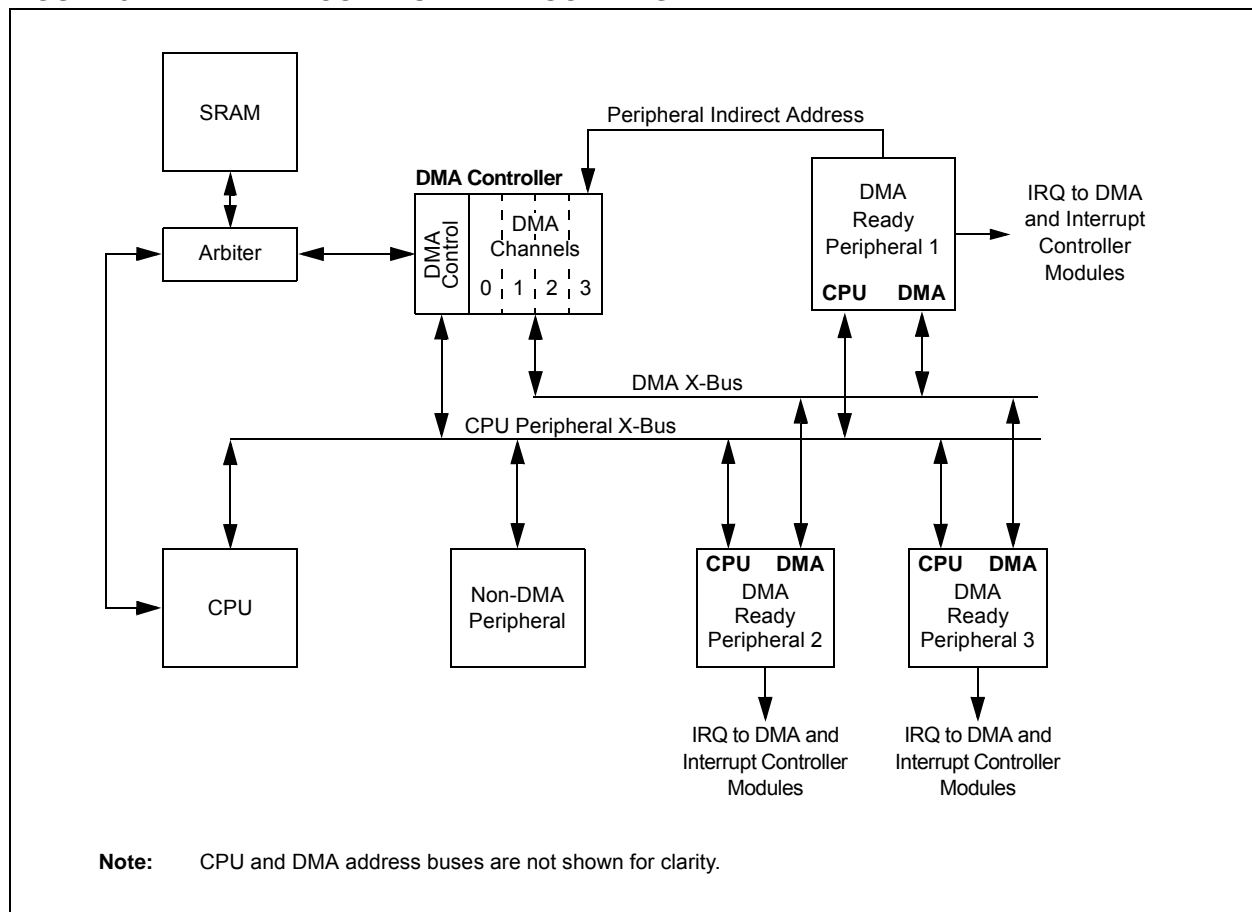 SRAM
Peripheral Indirect Address
DMA Controller
DMA
Ready
Peripheral 1
CPU DMA
IRQ to DMA
and Interrupt
Controller
Modules
Arbiter
DMA
Control
DMA
Channels
0 1 2 3
DMA X-Bus
CPU Peripheral X-Bus
CPU
Non-DMA
Peripheral
CPU DMA
DMA
Ready
Peripheral 2
CPU DMA
DMA
Ready
Peripheral 3
IRQ to DMA and
Interrupt Controller
Modules
IRQ to DMA and
Interrupt Controller
Modules
Note: CPU and DMA address buses are not shown for clarity.